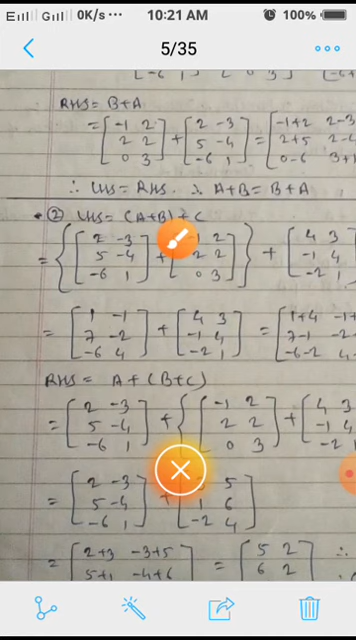 E 0K/s 10:21 AM 100%
5/35
[-6 1] 2 0 3 [-6
RHS = B+A
= [-1 2 + [2 -3 = [-1+2 2-3
2 2 5 -4 2+5 2-4
0 3] -6 1] 0-6 3+1
∴ LHS = RHS. ∴ A+B = B+A
② LHS = (A+B)+C
= {[2 -3 + 2 + [4 3
5 -4 2 2 -1 4
-6 1] 0 3]} -2 1]
= [1 -1 + [4 3 = [1+4 -1+
7 -2 -1 4 7-1 -2
-6 4] -2 1] -6-2 4
RHS = A+(B+C)
= [2 -3 + {[-1 2 + [4 3
5 -4 2 2 -1 4
-6 1] 0 3] -2 1
= [2 -3 + 5
5 -4 1 6
-6 1] -2 4]
= [2+3 -3+5 = [5 2 ∴
5+1 -4+6 6 2